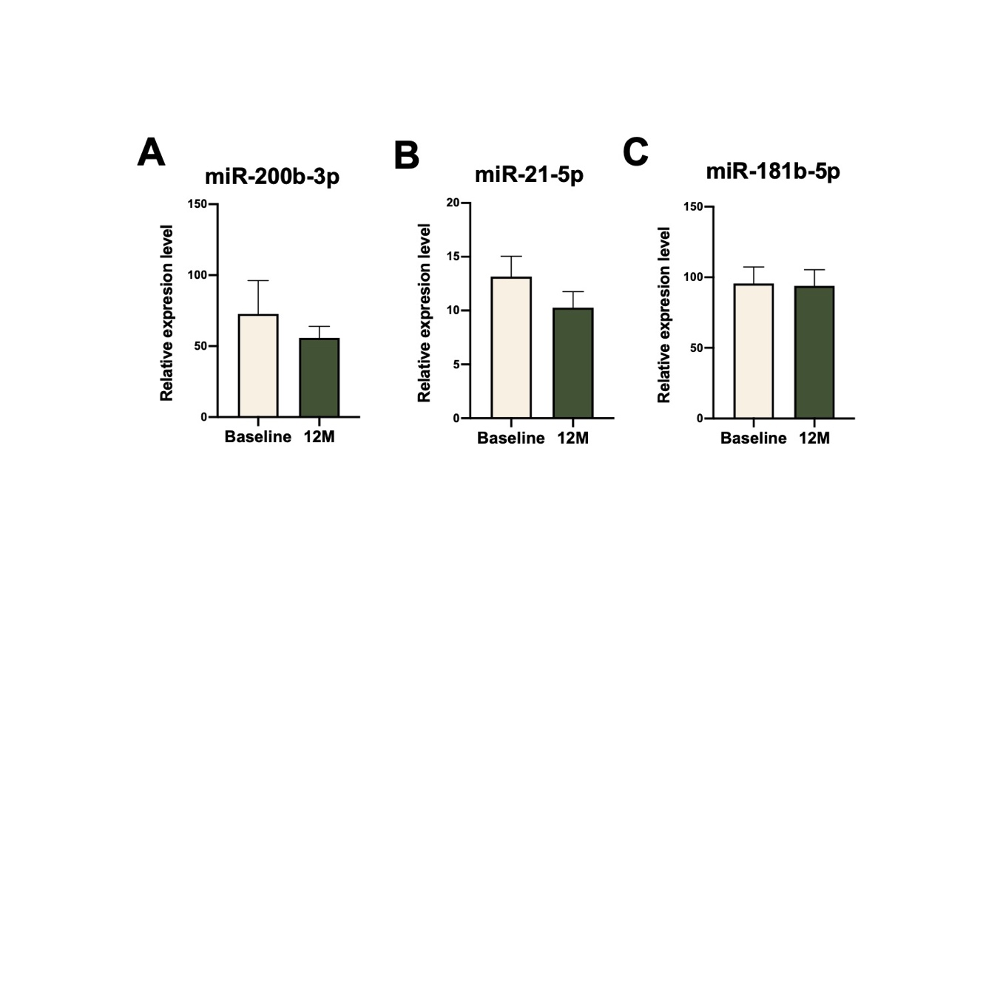 A
miR-200b-3p
Relative expresion level
150
100
50
0
Baseline 12M
B
miR-21-5p
Relative expresion level
20
15
10
5
0
Baseline 12M
C
miR-181b-5p
Relative expresion level
150
100
50
0
Baseline 12M